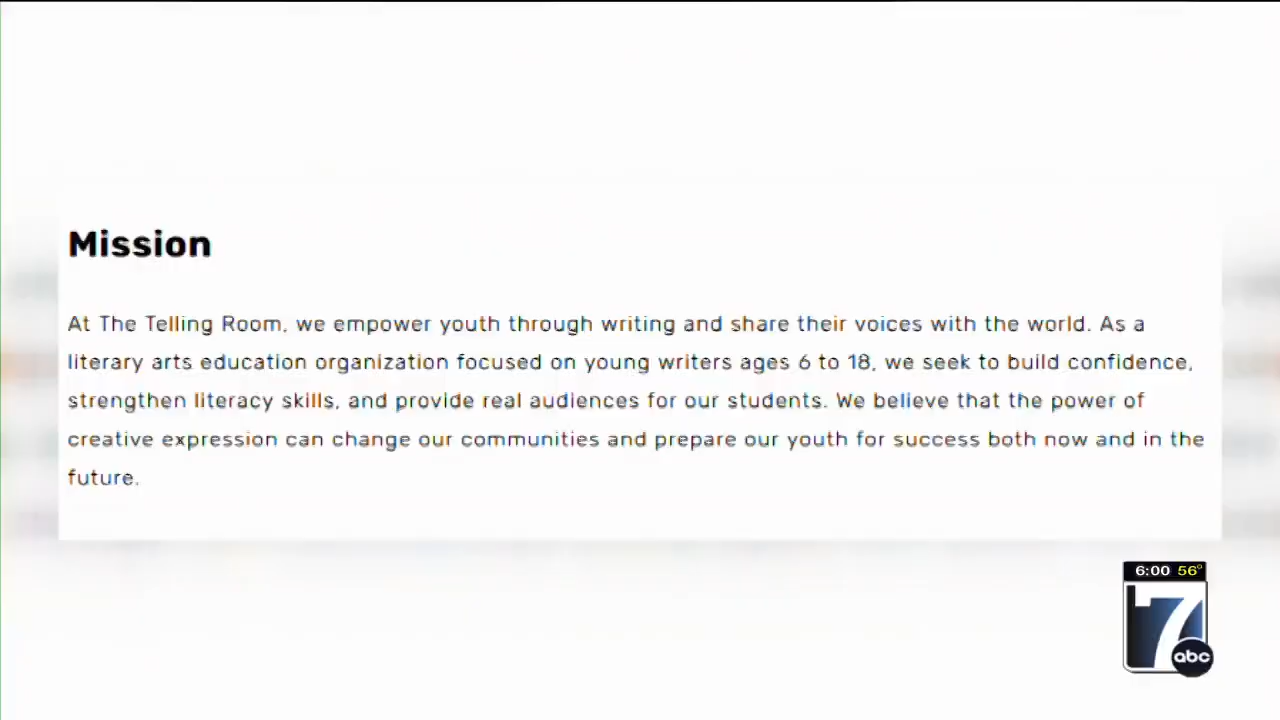 Mission
At The Telling Room, we empower youth through writing and share their voices with the world. As a
literary arts education organization focused on young writers ages 6 to 18, we seek to build confidence,
strengthen literacy skills, and provide real audiences for our students. We believe that the power of
creative expression can change our communities and prepare our youth for success both now and in the
future.
6:00 56°
7
abc